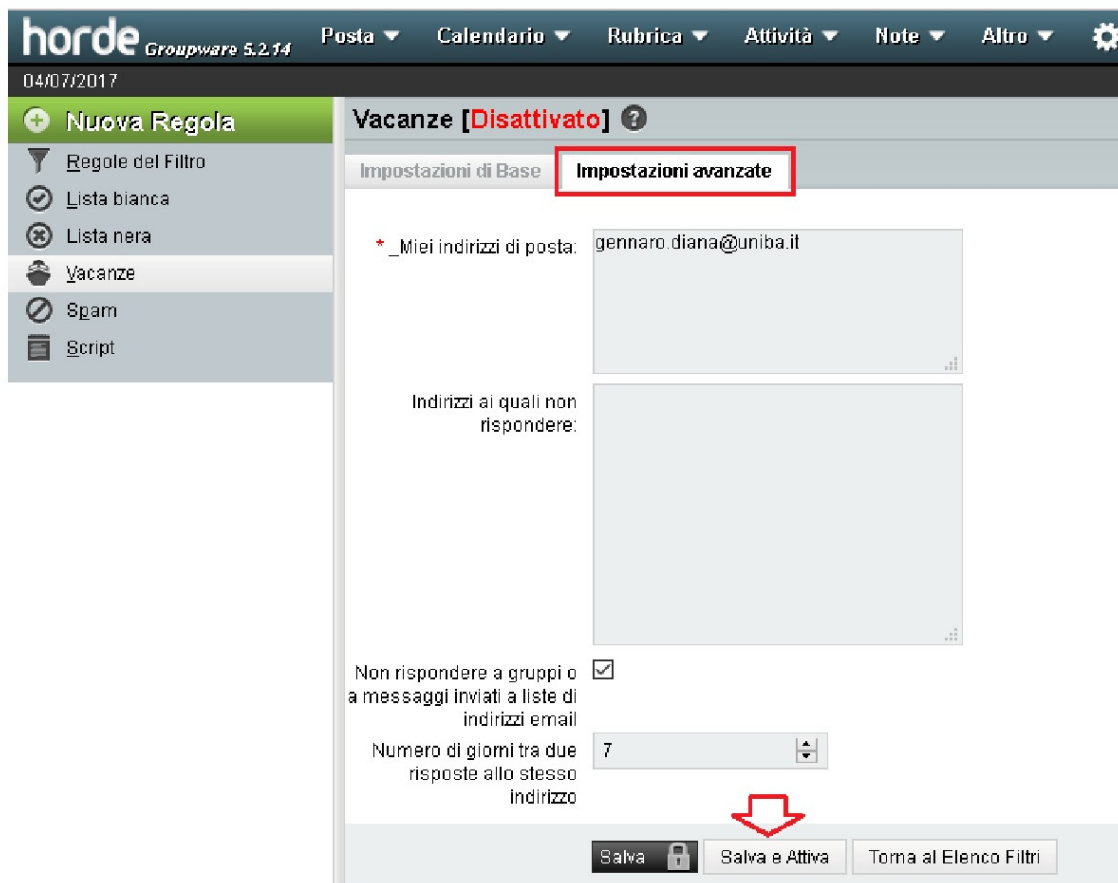 horde Groupware 5.2.14
Posta Calendario Rubrica Attività Note Altro
04/07/2017
Nuova Regola
Regole del Filtro
Lista bianca
Lista nera
Vacanze
Spam
Script
Vacanze [Disattivato] ?
Impostazioni di Base Impostazioni avanzate
* _Miei indirizzi di posta: gennaro.diana@uniba.it
Indirizzi ai quali non
rispondere:
Non rispondere a gruppi o
a messaggi inviati a liste di
indirizzi email
Numero di giorni tra due 7
risposte allo stesso
indirizzo
Salva Salva e Attiva Torna al Elenco Filtri